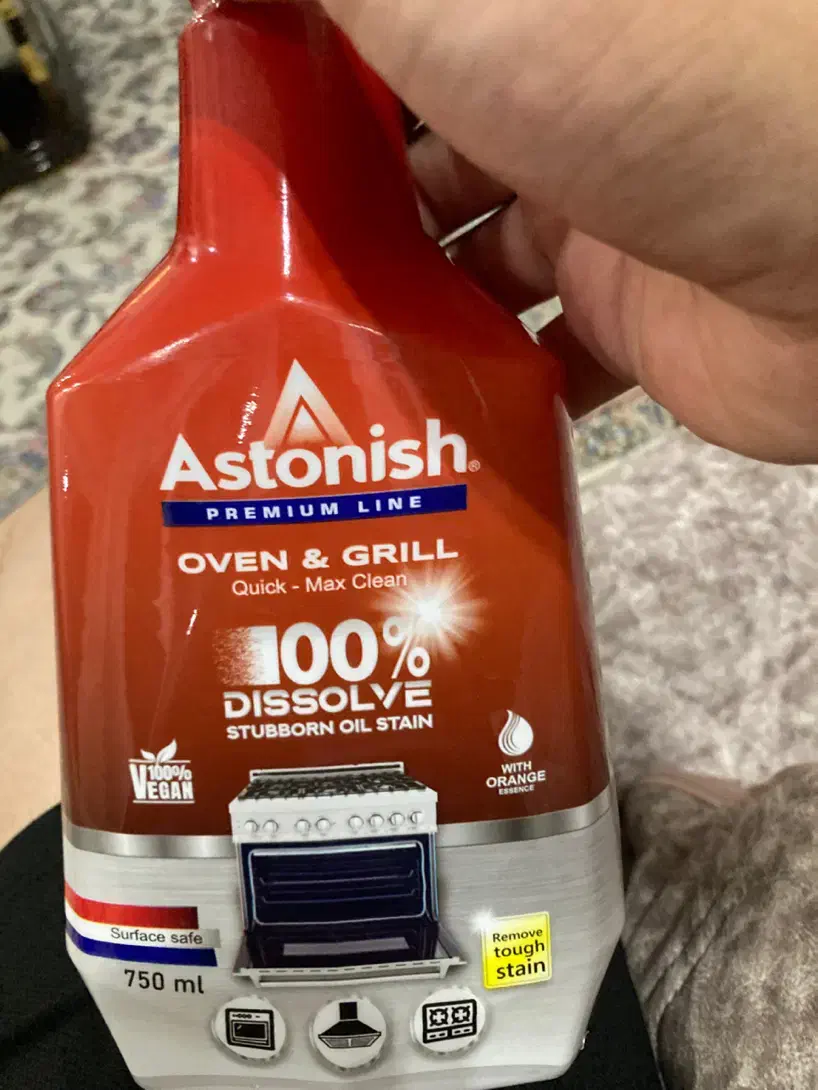 Astonish®
PREMIUM LINE
OVEN & GRILL
Quick - Max Clean
100%
DISSOLVE
STUBBORN OIL STAIN
100%
VEGAN
WITH
ORANGE
ESSENCE
Surface safe
750 ml
Remove
tough
stain